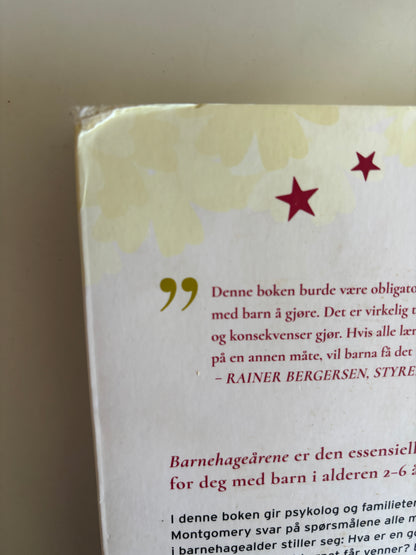 ”
Denne boken burde være obligato
med barn å gjøre. Det er virkelig t
og konsekvenser gjør. Hvis alle lær
på en annen måte, vil barna få det
– RAINER BERGERSEN, STYRE
Barnehageårene er den essensiell
for deg med barn i alderen 2–6 å
I denne boken gir psykolog og familieter
Montgomery svar på spørsmålene alle m
i barnehagealder stiller seg: Hva er en go
får venner?